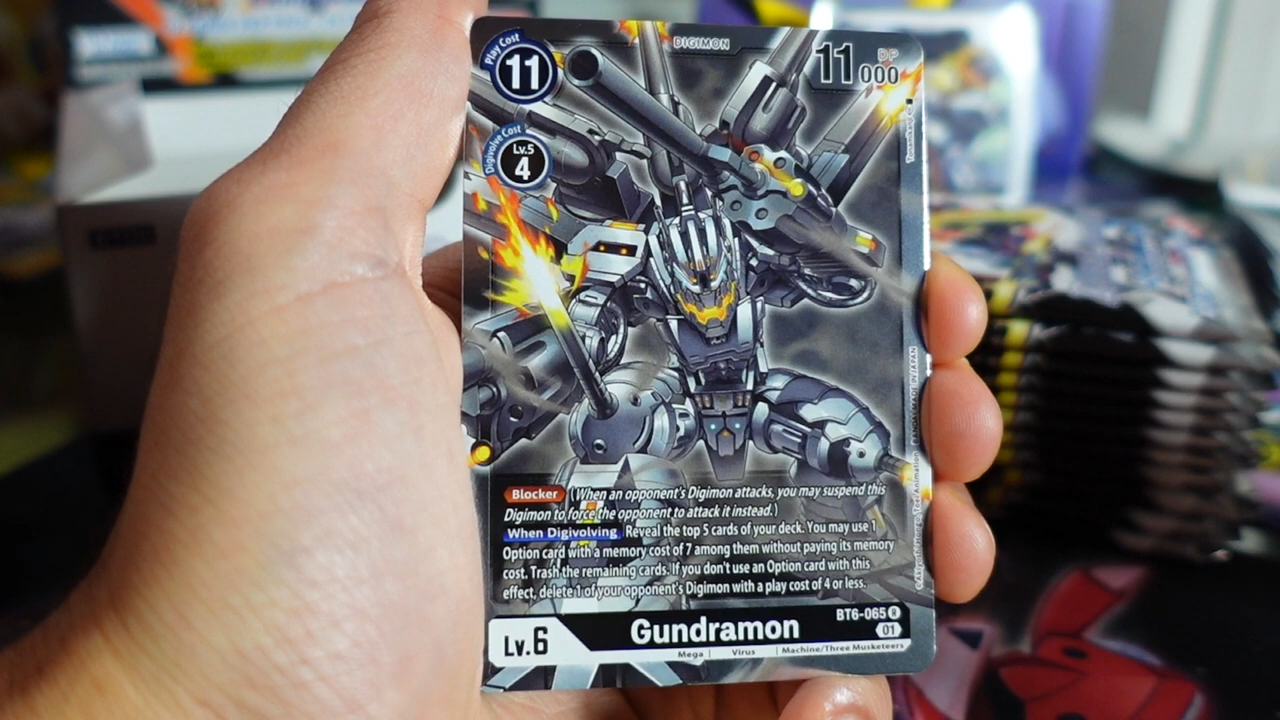 DIGIMON
Play Cost
11
DP
11000
Digivolve Cost
Lv.5
4
BANDAI MADE IN JAPAN
Blocker (When an opponent's Digimon attacks, you may suspend this
Digimon to force the opponent to attack it instead.)
When Digivolving Reveal the top 5 cards of your deck. You may use 1
Option card with a memory cost of 7 among them without paying its memory
cost. Trash the remaining cards. If you don't use an Option card with this
effect, delete 1 of your opponent's Digimon with a play cost of 4 or less.
BT6-065 R
01
Lv.6
Gundramon
Mega | Virus | Machine/Three Musketeers